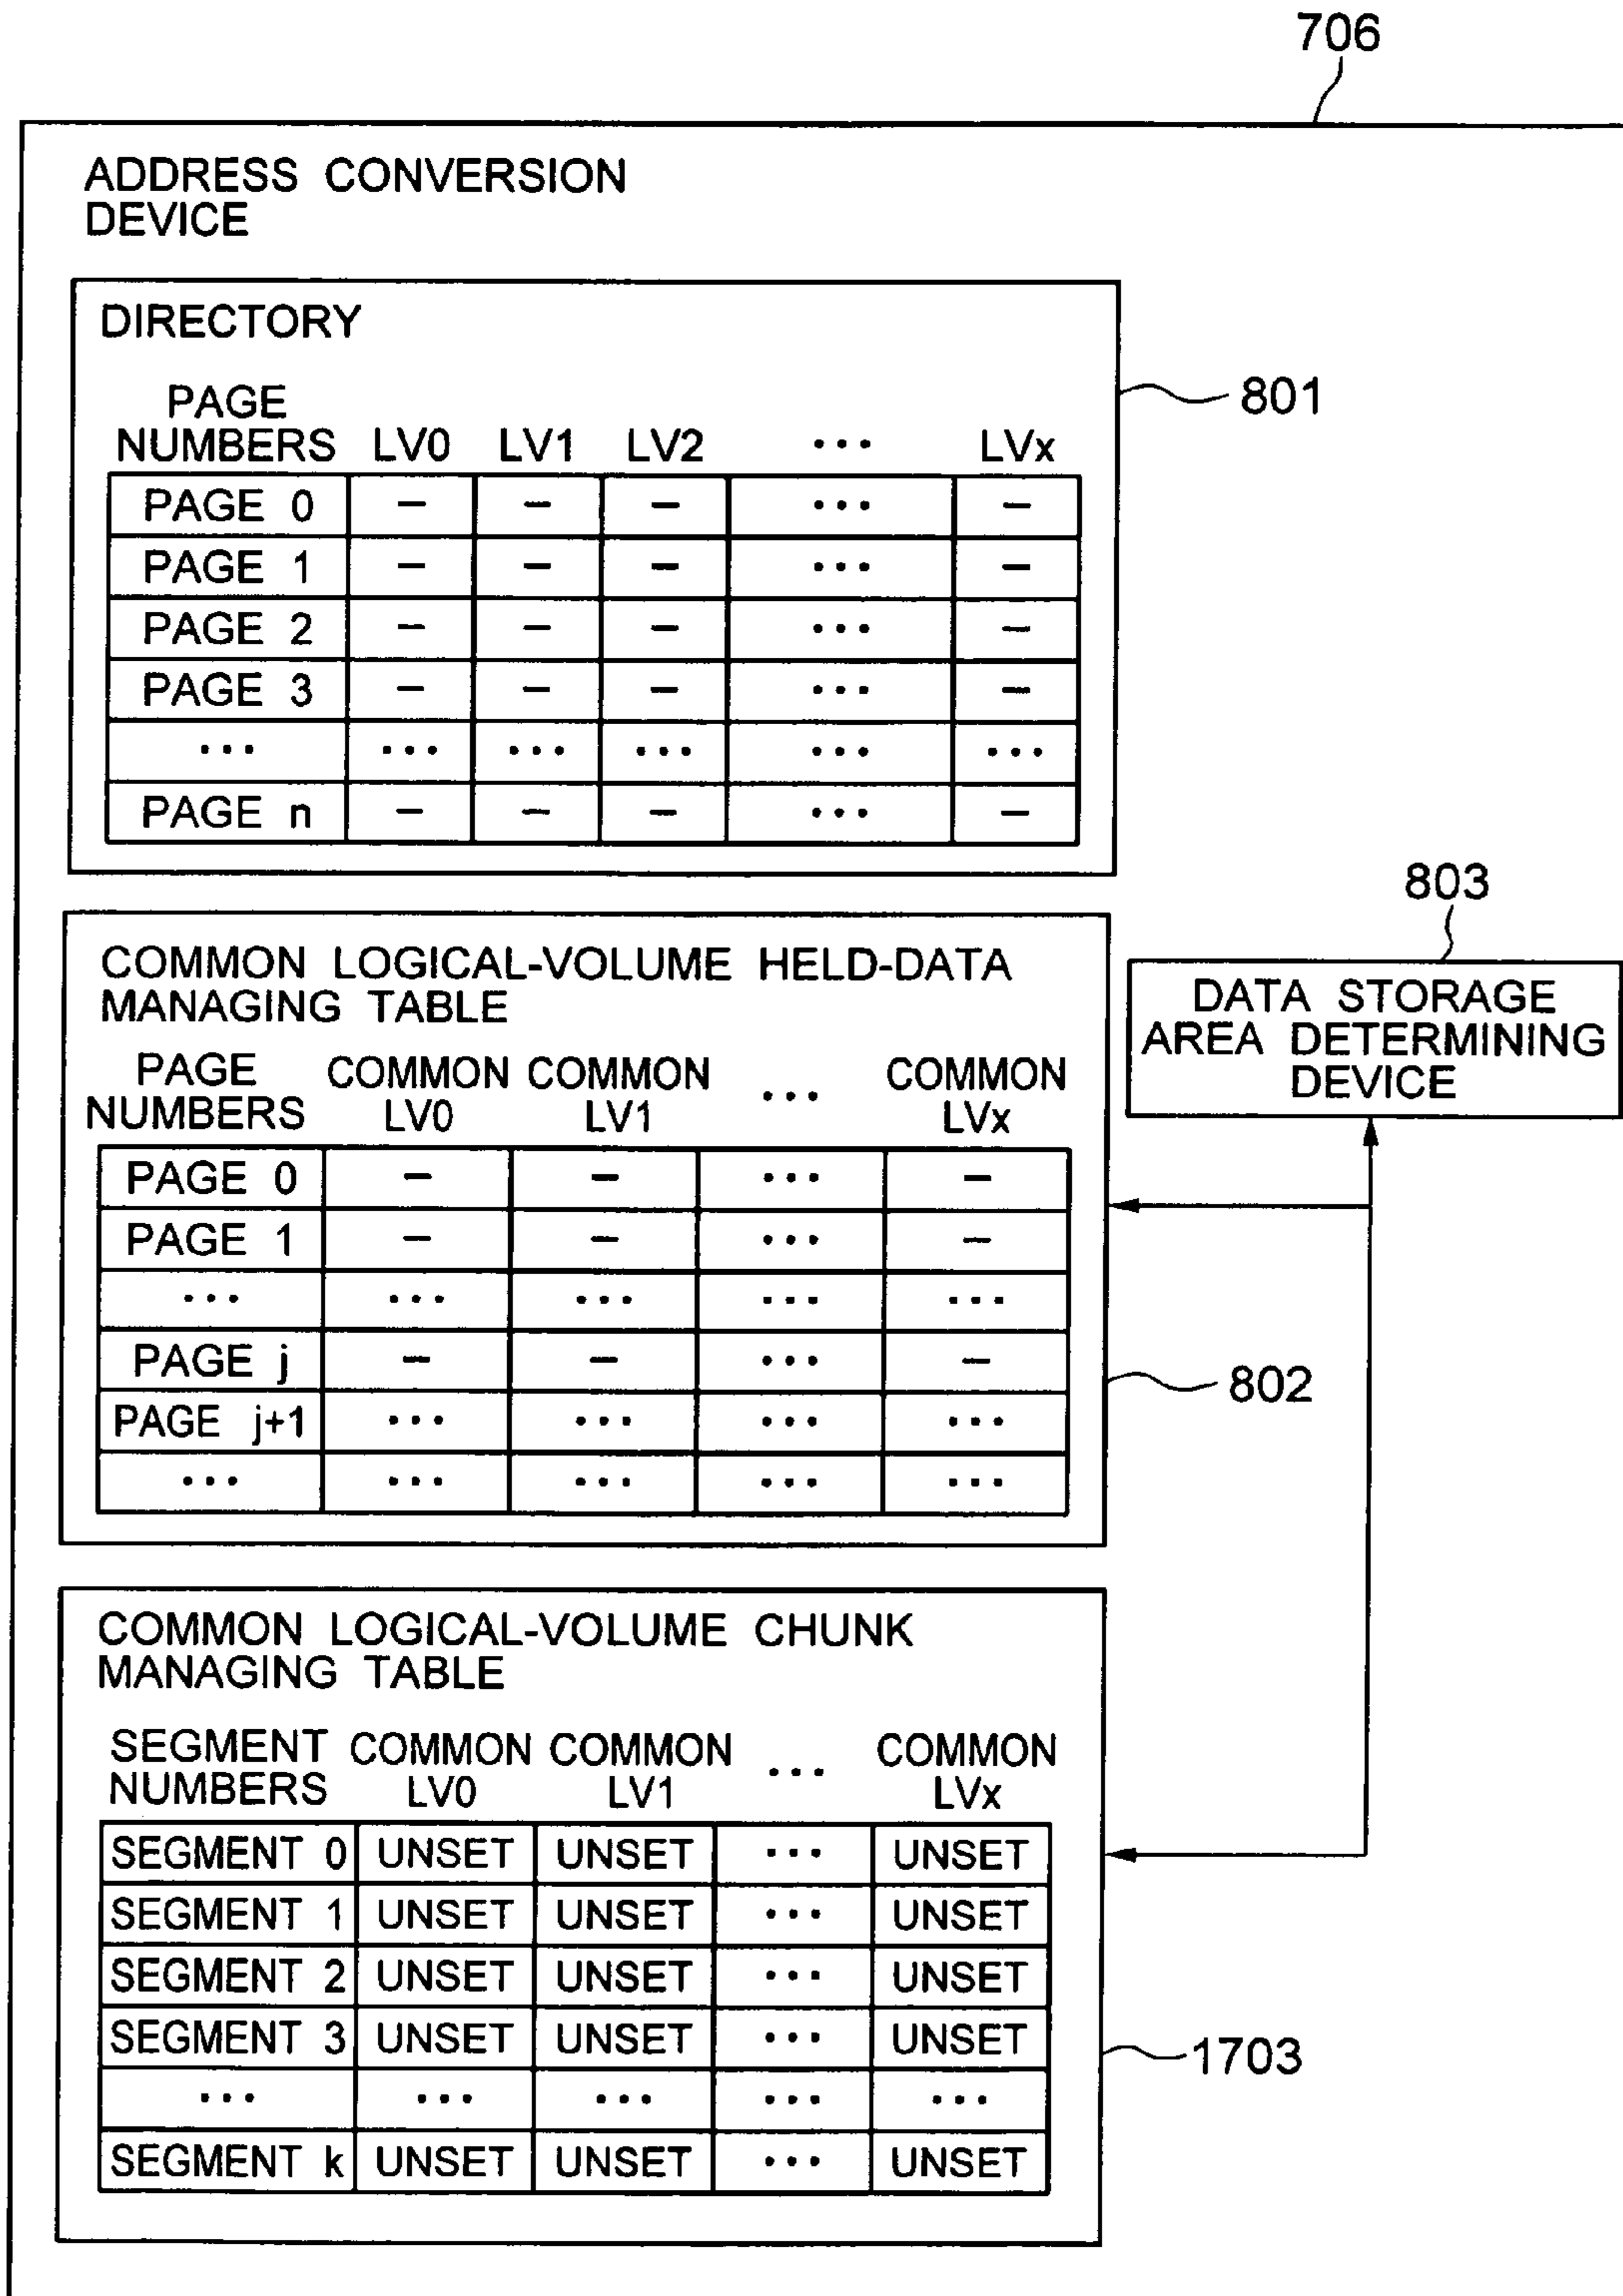 706
ADDRESS CONVERSION
DEVICE
DIRECTORY
801
PAGE
NUMBERS LV0 LV1 LV2 ... LVx
PAGE 0 – – – ... –
PAGE 1 – – – ... –
PAGE 2 – – – ... –
PAGE 3 – – – ... –
... ... ... ... ... ...
PAGE n – – – ... –
803
DATA STORAGE
AREA DETERMINING
DEVICE
COMMON LOGICAL-VOLUME HELD-DATA
MANAGING TABLE
PAGE COMMON COMMON ... COMMON
NUMBERS LV0 LV1 LVx
PAGE 0 – – ... –
PAGE 1 – – ... –
... ... ... ... ...
PAGE j – – ... –
802
PAGE j+1 ... ... ... ...
... ... ... ... ...
COMMON LOGICAL-VOLUME CHUNK
MANAGING TABLE
SEGMENT COMMON COMMON ... COMMON
NUMBERS LV0 LV1 LVx
SEGMENT 0 UNSET UNSET ... UNSET
SEGMENT 1 UNSET UNSET ... UNSET
SEGMENT 2 UNSET UNSET ... UNSET
SEGMENT 3 UNSET UNSET ... UNSET
1703
... ... ... ... ...
SEGMENT k UNSET UNSET ... UNSET